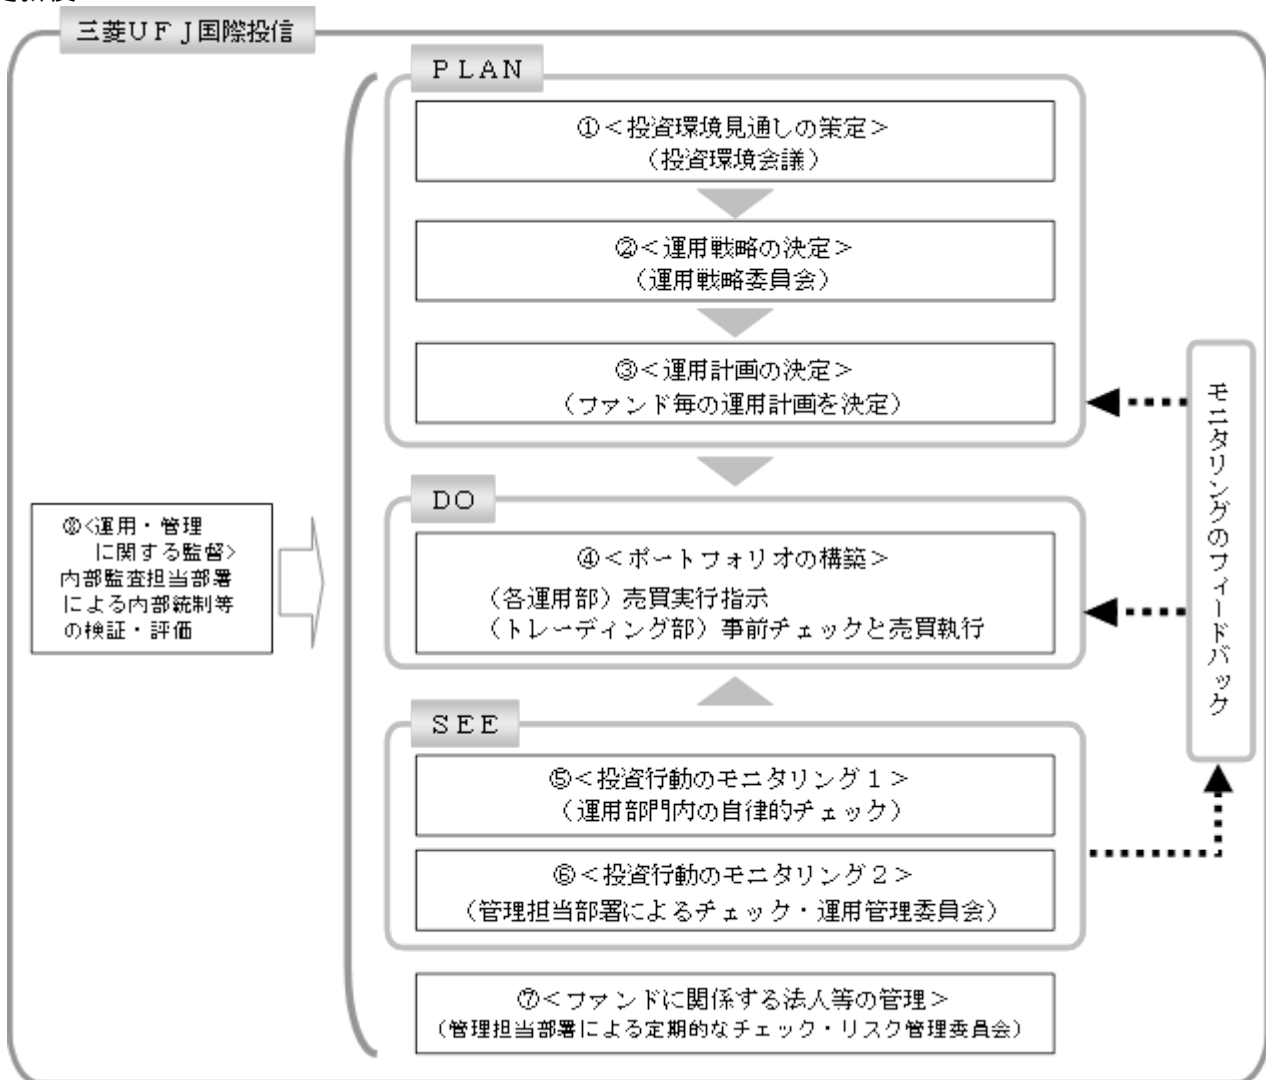 三菱ＵＦＪ国際投信
ＰＬＡＮ
①＜投資環境見通しの策定＞
（投資環境会議）
②＜運用戦略の決定＞
（運用戦略委員会）
③＜運用計画の決定＞
（ファンド毎の運用計画を決定）
ＤＯ
④＜ポートフォリオの構築＞
（各運用部）売買実行指示
（トレーディング部）事前チェックと売買執行
ＳＥＥ
⑤＜投資行動のモニタリング１＞
（運用部門内の自律的チェック）
⑥＜投資行動のモニタリング２＞
（管理担当部署によるチェック・運用管理委員会）
⑦＜ファンドに関係する法人等の管理＞
（管理担当部署による定期的なチェック・リスク管理委員会）
⑧<運用・管理
に関する監督>
内部監査担当部署
による内部統制等
の検証・評価
モニタリングのフィードバック